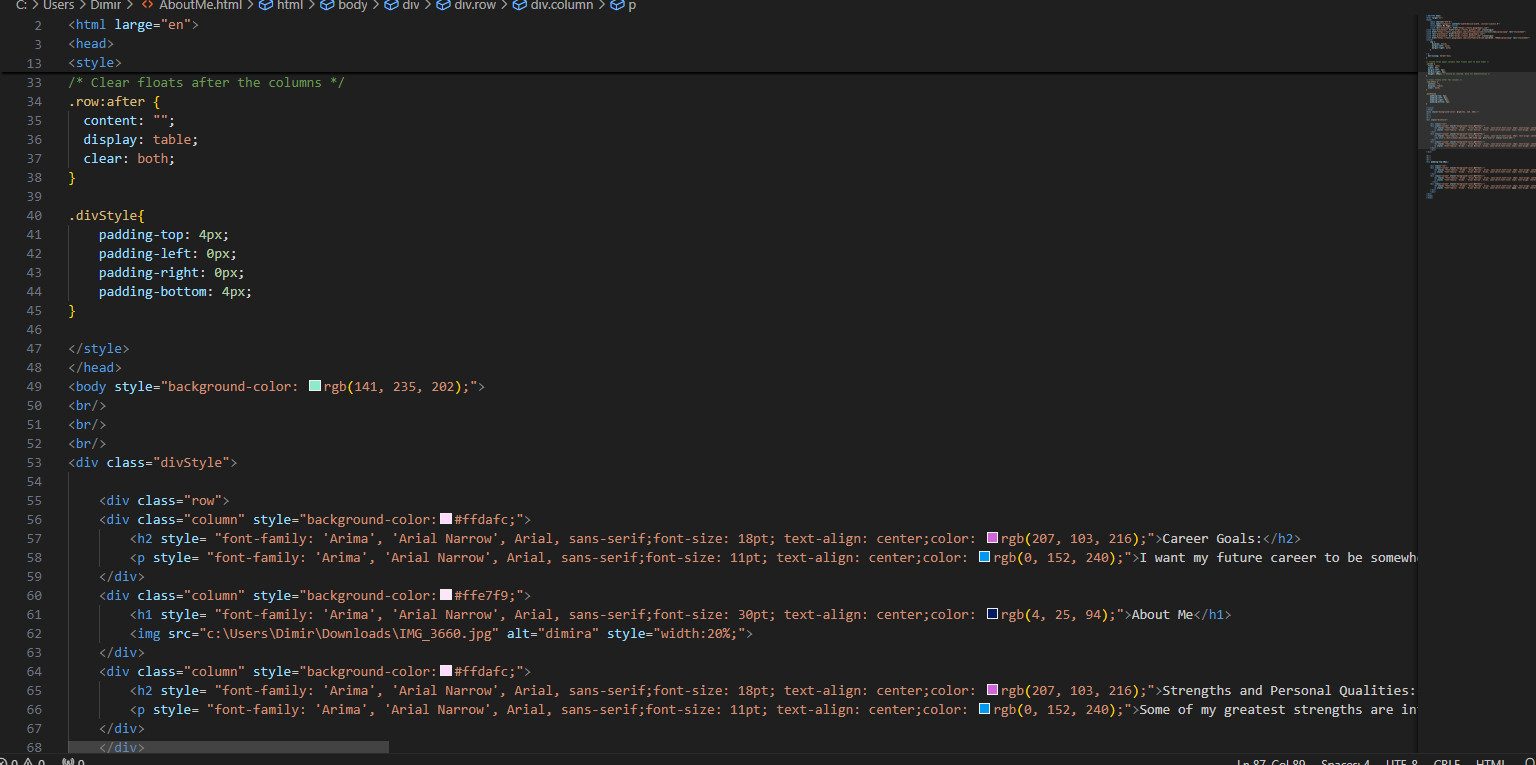 C: > Users > Dimir > <> AboutMe.html > html > body > div > div.row > div.column > p
2 <html large="en">
3 <head>
13 <style>
33 /* Clear floats after the columns */
34 .row:after {
35 content: "";
36 display: table;
37 clear: both;
38 }
39
40 .divStyle{
41 padding-top: 4px;
42 padding-left: 0px;
43 padding-right: 0px;
44 padding-bottom: 4px;
45 }
46
47 </style>
48 </head>
49 <body style="background-color: rgb(141, 235, 202);">
50 <br/>
51 <br/>
52 <br/>
53 <div class="divStyle">
54
55 <div class="row">
56 <div class="column" style="background-color:#ffdafc;">
57 <h2 style= "font-family: 'Arima', 'Arial Narrow', Arial, sans-serif;font-size: 18pt; text-align: center;color: rgb(207, 103, 216);">Career Goals:</h2>
58 <p style= "font-family: 'Arima', 'Arial Narrow', Arial, sans-serif;font-size: 11pt; text-align: center;color: rgb(0, 152, 240);">I want my future career to be somewh
59 </div>
60 <div class="column" style="background-color:#ffe7f9;">
61 <h1 style= "font-family: 'Arima', 'Arial Narrow', Arial, sans-serif;font-size: 30pt; text-align: center;color: rgb(4, 25, 94);">About Me</h1>
62 <img src="c:\Users\Dimir\Downloads\IMG_3660.jpg" alt="dimira" style="width:20%;">
63 </div>
64 <div class="column" style="background-color:#ffdafc;">
65 <h2 style= "font-family: 'Arima', 'Arial Narrow', Arial, sans-serif;font-size: 18pt; text-align: center;color: rgb(207, 103, 216);">Strengths and Personal Qualities:
66 <p style= "font-family: 'Arima', 'Arial Narrow', Arial, sans-serif;font-size: 11pt; text-align: center;color: rgb(0, 152, 240);">Some of my greatest strengths are in
67 </div>
68 </div>
0 0 0 Ln 87, Col 89 Spaces: 4 UTF-8 CRLF HTML